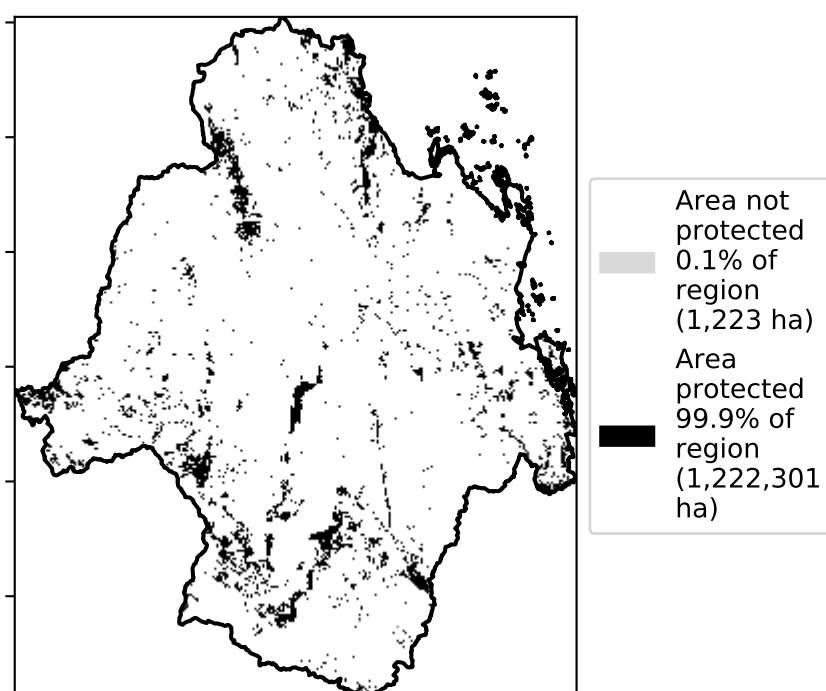 Area not
protected
0.1% of
region
(1,223 ha)
Area
protected
99.9% of
region
(1,222,301
ha)